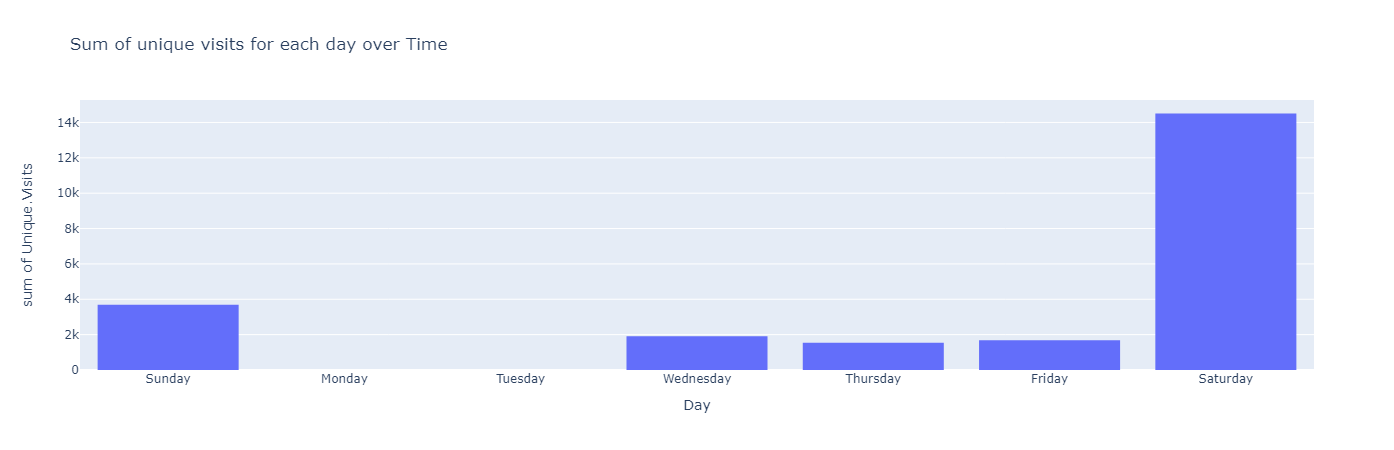 Sum of unique visits for each day over Time
sum of Unique.Visits
14k
12k
10k
8k
6k
4k
2k
0
Sunday Monday Tuesday Wednesday Thursday Friday Saturday
Day